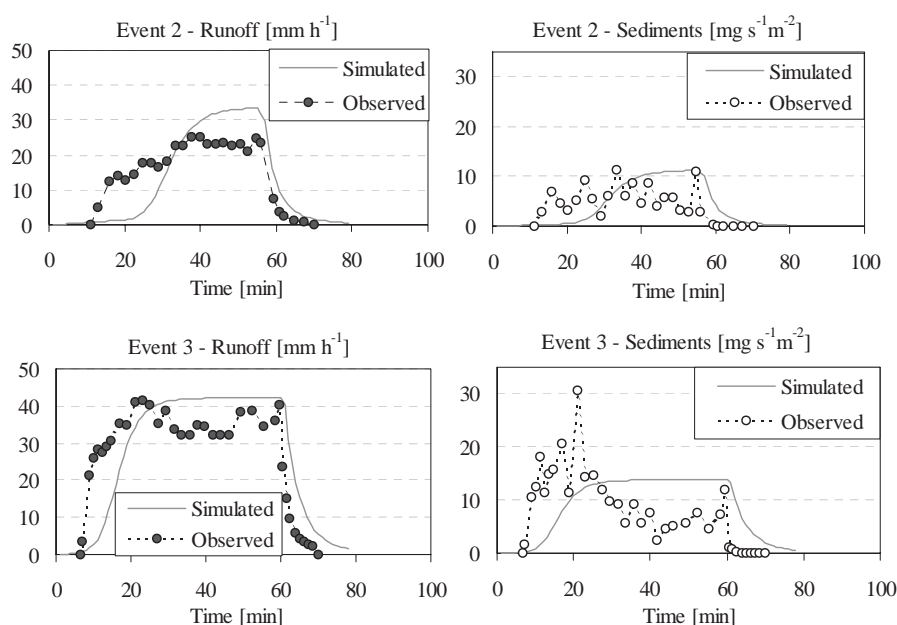 Event 2 - Runoff [mm h⁻¹]
50
40
30
20
10
0
0 20 40 60 80 100
Time [min]
Simulated
Observed
Event 2 - Sediments [mg s⁻¹m⁻²]
30
20
10
0
0 20 40 60 80 100
Time [min]
Simulated
Observed
Event 3 - Runoff [mm h⁻¹]
50
40
30
20
10
0
0 20 40 60 80 100
Time [min]
Simulated
Observed
Event 3 - Sediments [mg s⁻¹m⁻²]
30
20
10
0
0 20 40 60 80 100
Time [min]
Simulated
Observed